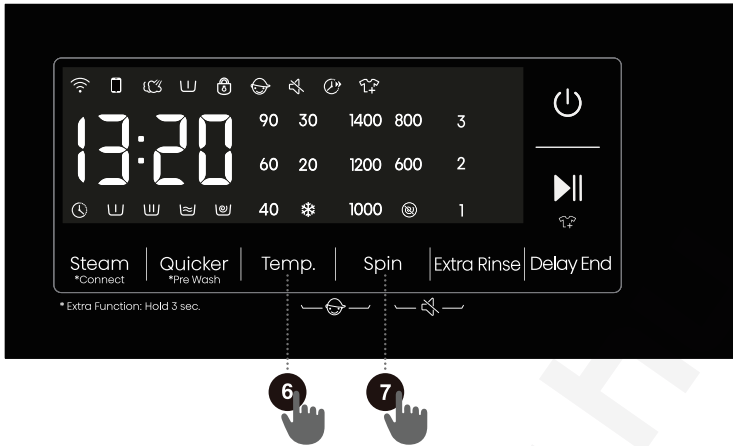 13:20
90 30 1400 800 3
60 20 1200 600 2
40 1000 1
Steam Quicker Temp. Spin Extra Rinse Delay End
*Connect *Pre Wash
* Extra Function: Hold 3 sec.
6 7